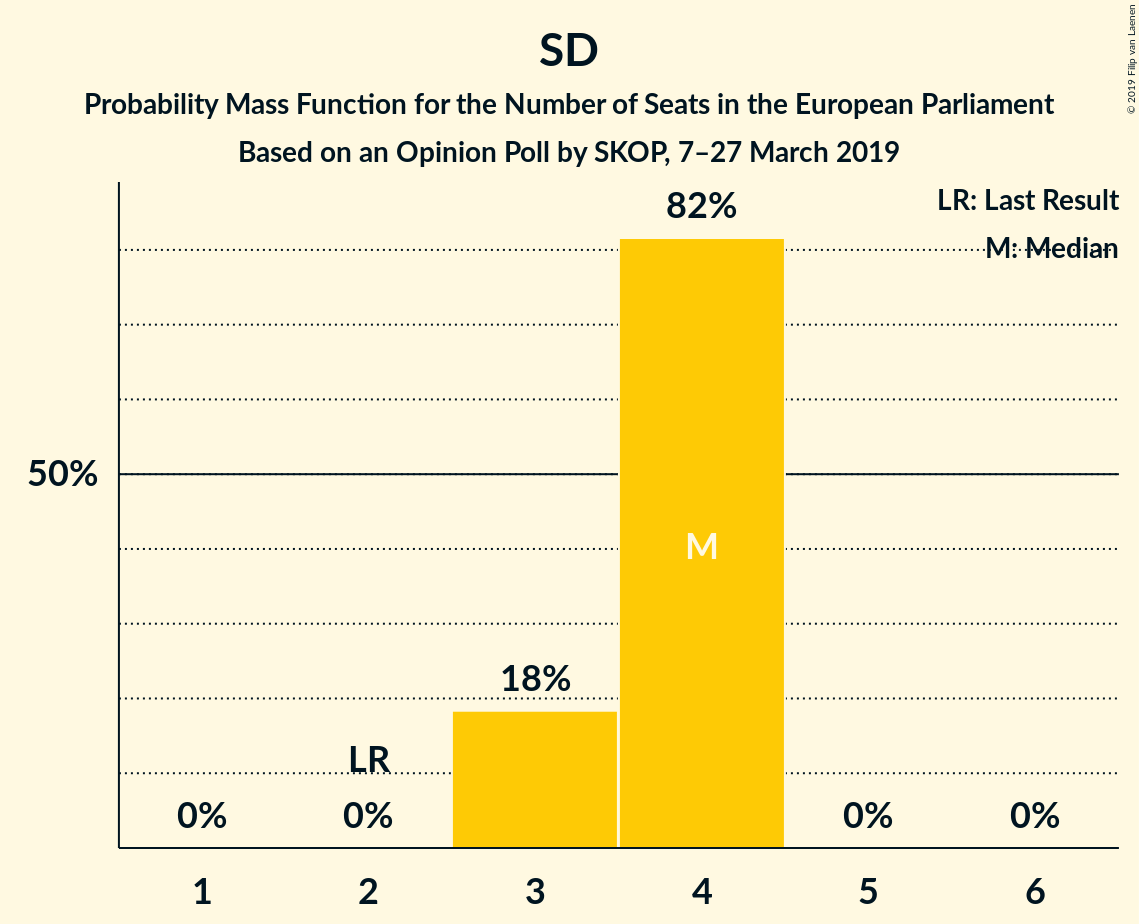 SD
Probability Mass Function for the Number of Seats in the European Parliament
Based on an Opinion Poll by SKOP, 7–27 March 2019
© 2019 Filip van Laenen
LR: Last Result
M: Median
82%
50%
M
18%
LR
0% 0% 0% 0%
1 2 3 4 5 6